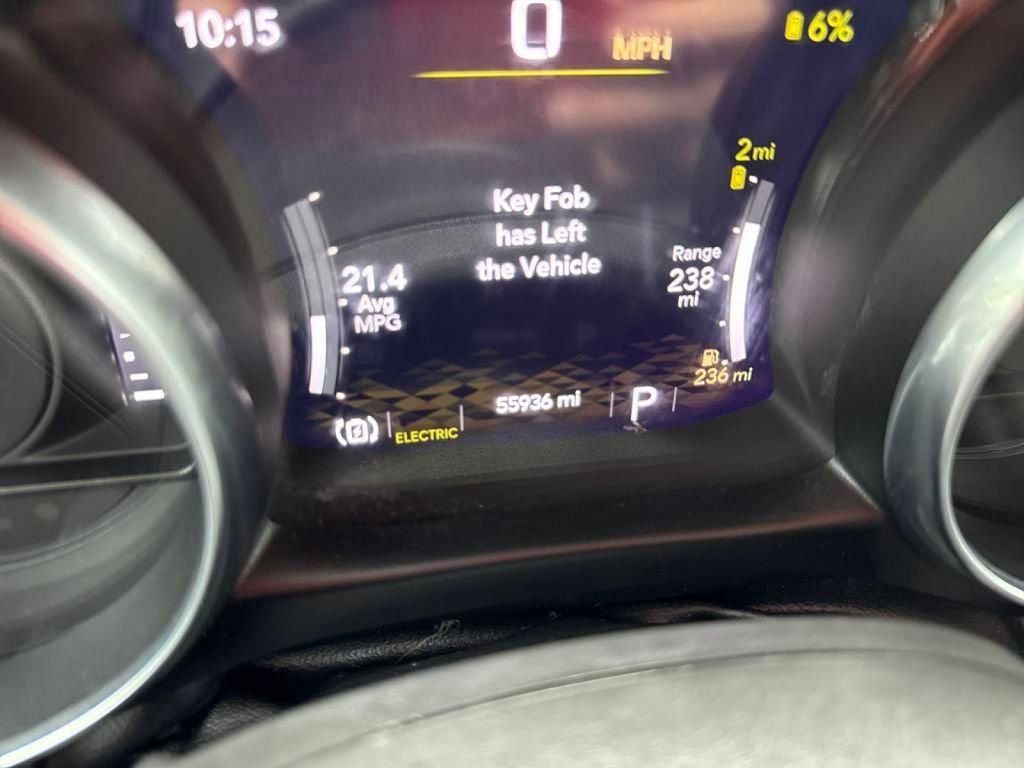 10:15
0
MPH
6%
2mi
Key Fob
has Left
the Vehicle
21.4
Avg
MPG
Range
238
mi
236 mi
55936 mi
P
ELECTRIC